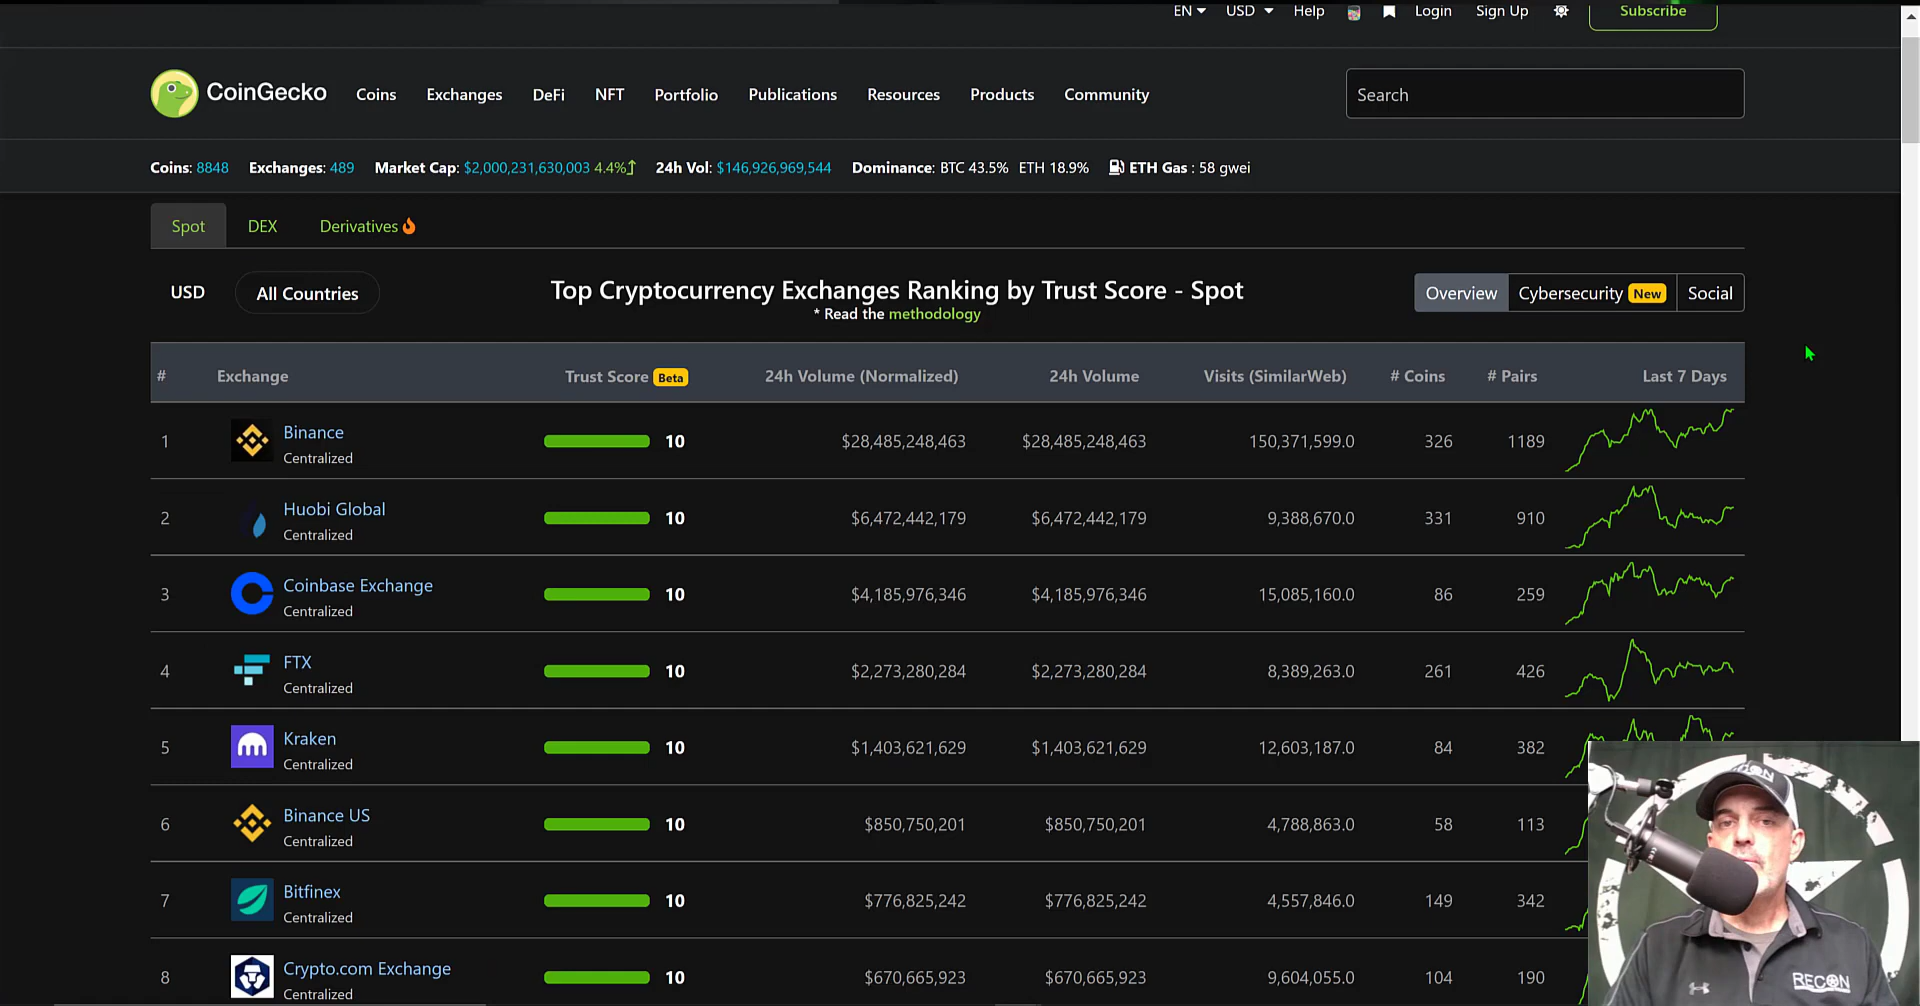 EN USD Help Login Sign Up Subscribe
CoinGecko Coins Exchanges DeFi NFT Portfolio Publications Resources Products Community Search
Coins: 8848 Exchanges: 489 Market Cap: $2,000,231,630,003 4.4% 24h Vol: $146,926,969,544 Dominance: BTC 43.5% ETH 18.9% ETH Gas : 58 gwei
Spot DEX Derivatives
USD All Countries Top Cryptocurrency Exchanges Ranking by Trust Score - Spot Overview Cybersecurity New Social
* Read the methodology
# Exchange Trust Score Beta 24h Volume (Normalized) 24h Volume Visits (SimilarWeb) # Coins # Pairs Last 7 Days
1 Binance 10 $28,485,248,463 $28,485,248,463 150,371,599.0 326 1189
Centralized
2 Huobi Global 10 $6,472,442,179 $6,472,442,179 9,388,670.0 331 910
Centralized
3 Coinbase Exchange 10 $4,185,976,346 $4,185,976,346 15,085,160.0 86 259
Centralized
4 FTX 10 $2,273,280,284 $2,273,280,284 8,389,263.0 261 426
Centralized
5 Kraken 10 $1,403,621,629 $1,403,621,629 12,603,187.0 84 382
Centralized
6 Binance US 10 $850,750,201 $850,750,201 4,788,863.0 58 113
Centralized
7 Bitfinex 10 $776,825,242 $776,825,242 4,557,846.0 149 342
Centralized
8 Crypto.com Exchange 10 $670,665,923 $670,665,923 9,604,055.0 104 190
Centralized
RECON
RECON